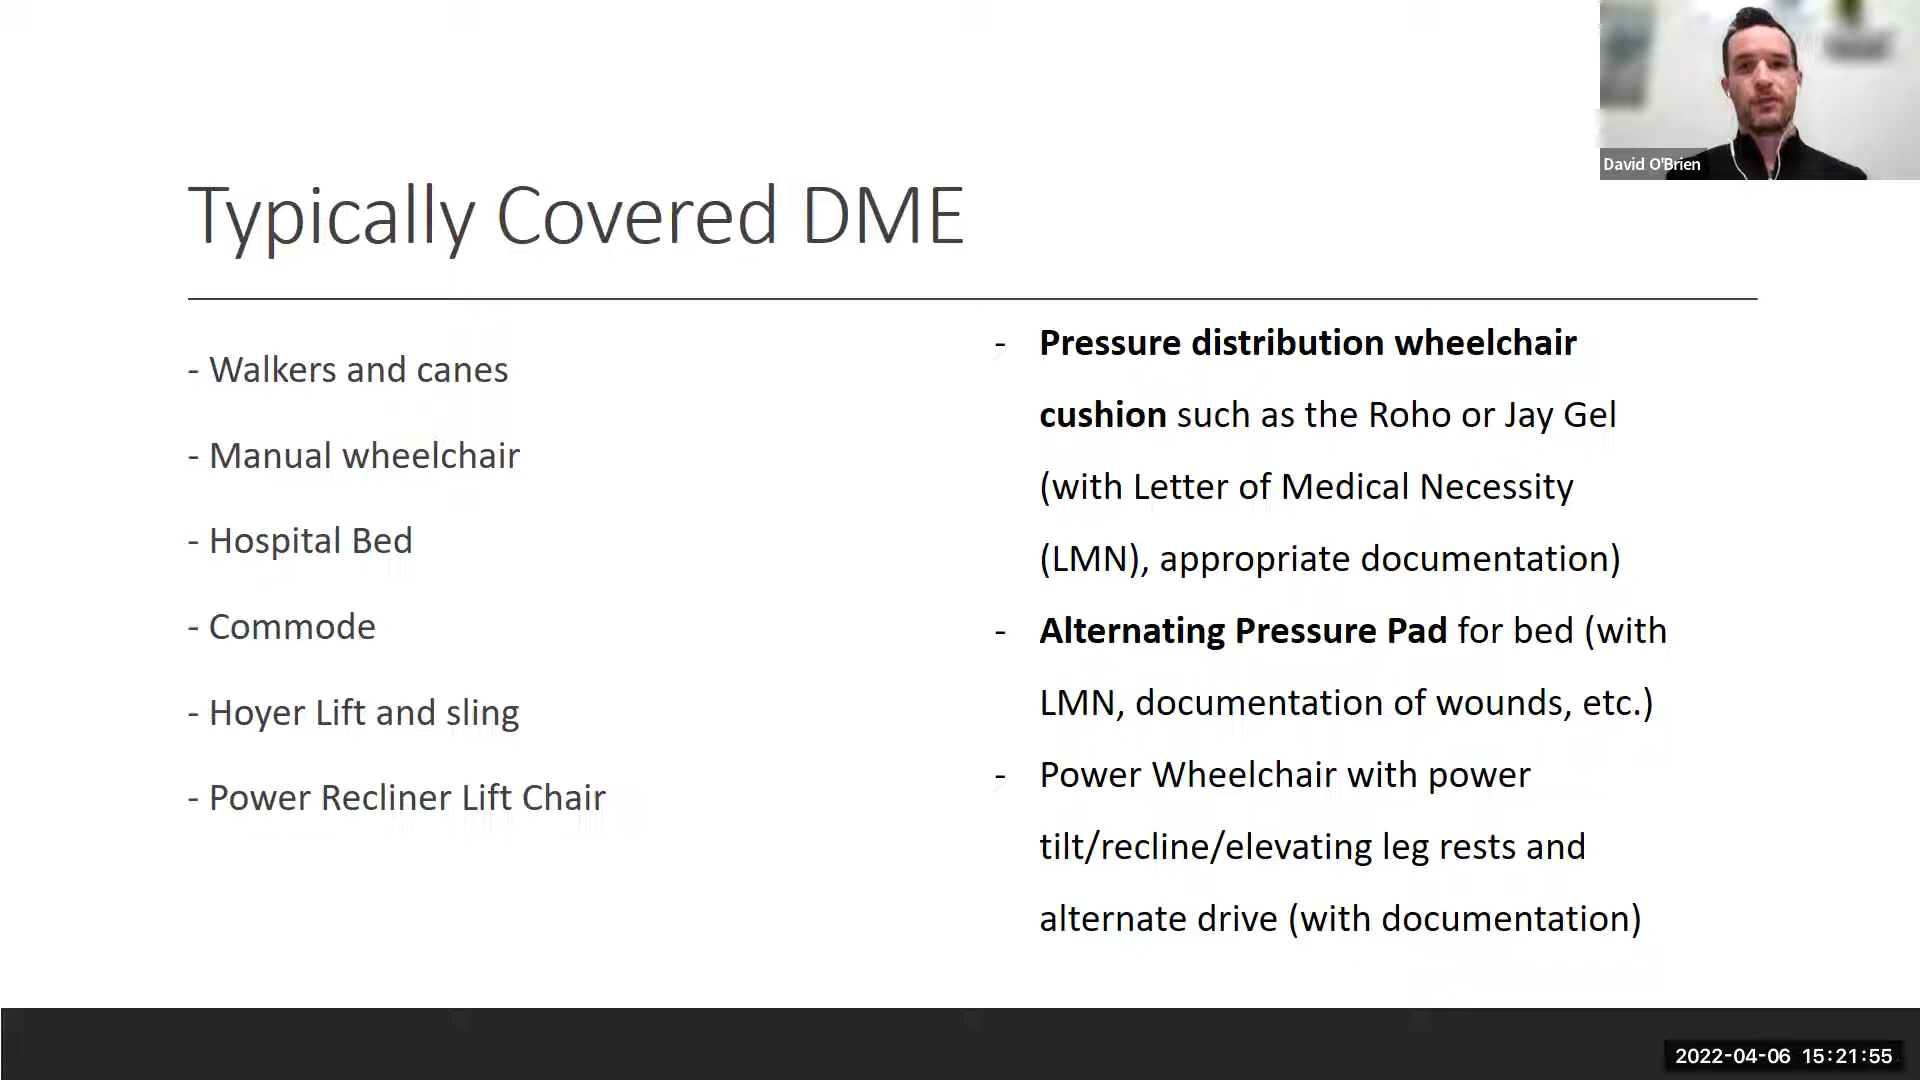 David O'Brien
Typically Covered DME
- Walkers and canes
- Manual wheelchair
- Hospital Bed
- Commode
- Hoyer Lift and sling
- Power Recliner Lift Chair
- Pressure distribution wheelchair
cushion such as the Roho or Jay Gel
(with Letter of Medical Necessity
(LMN), appropriate documentation)
- Alternating Pressure Pad for bed (with
LMN, documentation of wounds, etc.)
- Power Wheelchair with power
tilt/recline/elevating leg rests and
alternate drive (with documentation)
2022-04-06 15:21:55